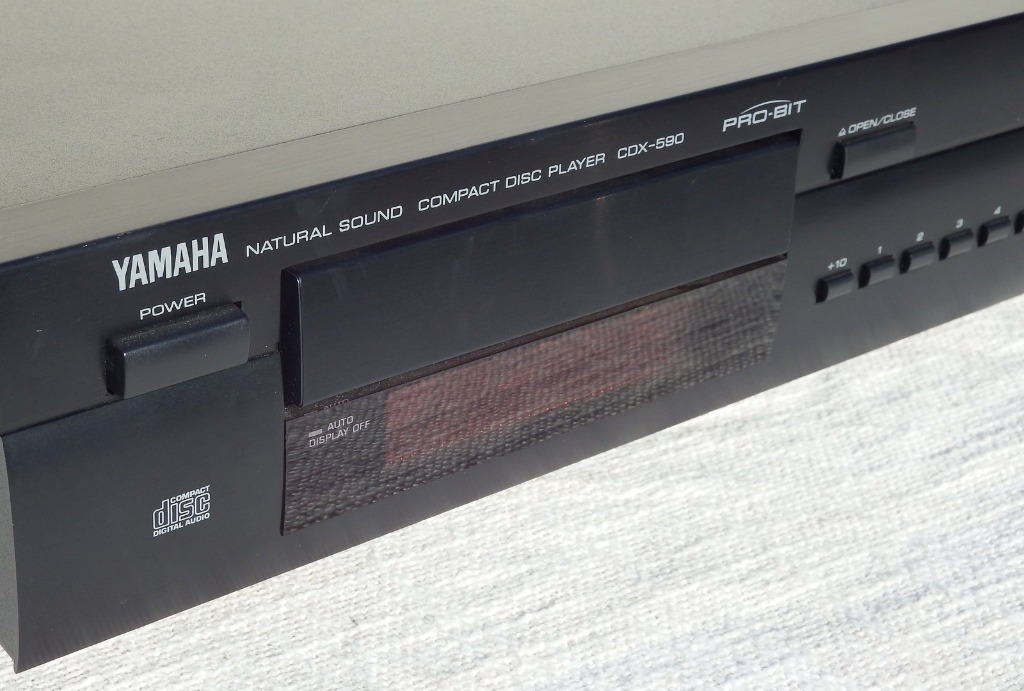 YAMAHA NATURAL SOUND COMPACT DISC PLAYER CDX-590
PRO-BIT
OPEN/CLOSE
POWER
+10 1 2 3 4
AUTO
DISPLAY OFF
COMPACT
disc
DIGITAL AUDIO